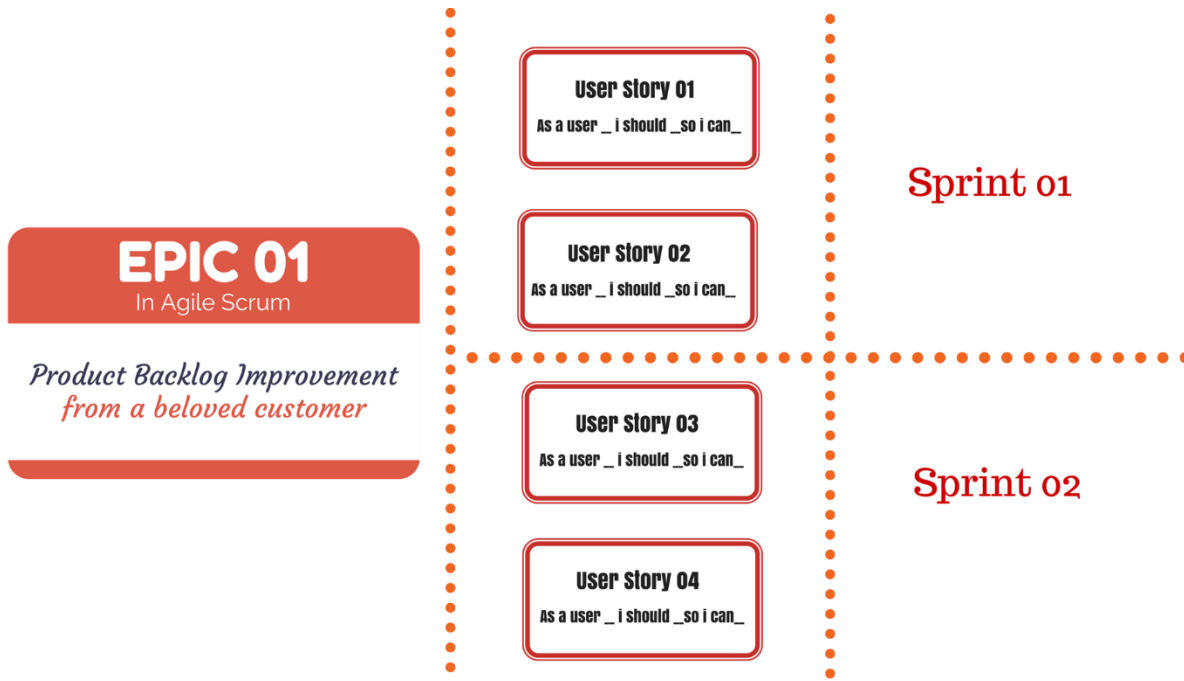 EPIC 01
In Agile Scrum
Product Backlog Improvement
from a beloved customer
User Story 01
As a user _ i should _so i can_
User Story 02
As a user _ i should _so i can_
Sprint 01
User Story 03
As a user _ i should _so i can_
User Story 04
As a user _ i should _so i can_
Sprint 02